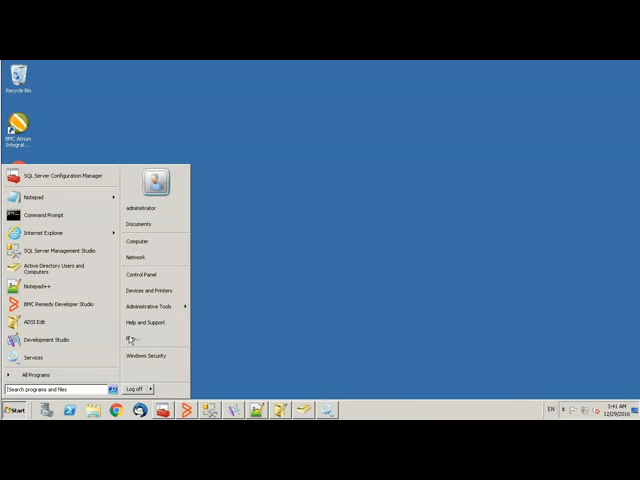 Recycle Bin
BMC Atrium
Integrat...
SQL Server Configuration Manager
Notepad
Command Prompt
Internet Explorer
SQL Server Management Studio
Active Directory Users and
Computers
Notepad++
BMC Remedy Developer Studio
ADSI Edit
Development Studio
Services
All Programs
Search programs and files
administrator
Documents
Computer
Network
Control Panel
Devices and Printers
Administrative Tools
Help and Support
Windows Security
Log off
Start
EN
3:41 AM
12/29/2016